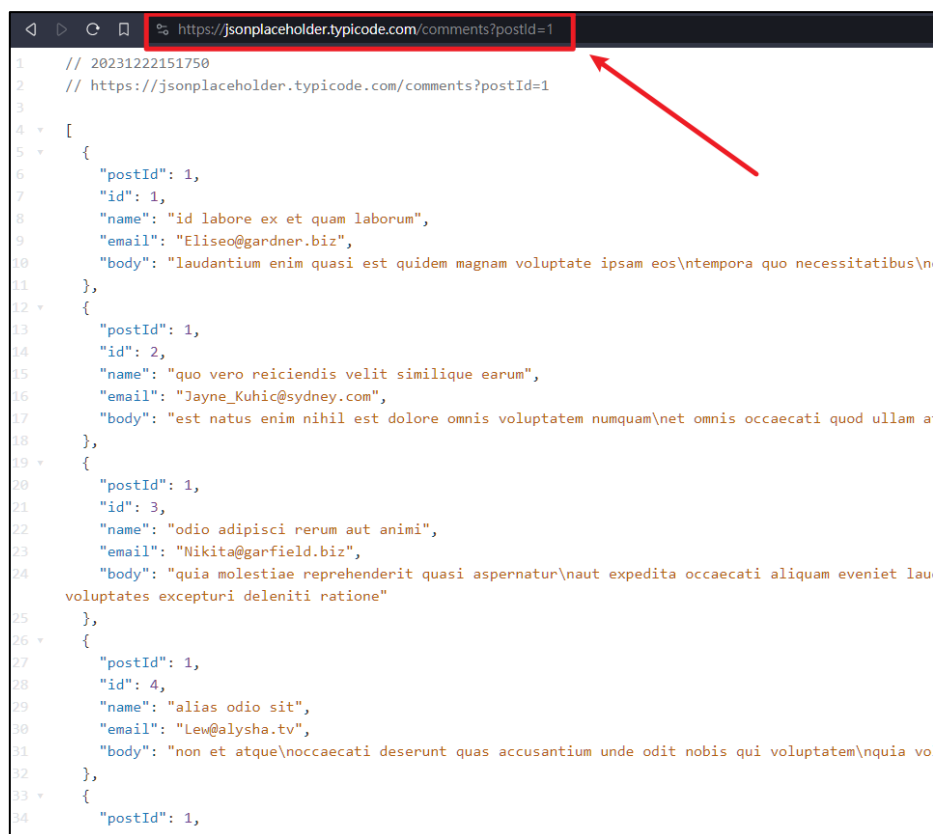 https://jsonplaceholder.typicode.com/comments?postId=1
1 // 20231222151750
2 // https://jsonplaceholder.typicode.com/comments?postId=1
3
4 [
5 {
6 "postId": 1,
7 "id": 1,
8 "name": "id labore ex et quam laborum",
9 "email": "Eliseo@gardner.biz",
10 "body": "laudantium enim quasi est quidem magnam voluptate ipsam eos\ntempora quo necessitatibus\n
11 },
12 {
13 "postId": 1,
14 "id": 2,
15 "name": "quo vero reiciendis velit similique earum",
16 "email": "Jayne_Kuhic@sydney.com",
17 "body": "est natus enim nihil est dolore omnis voluptatem numquam\net omnis occaecati quod ullam a
18 },
19 {
20 "postId": 1,
21 "id": 3,
22 "name": "odio adipisci rerum aut animi",
23 "email": "Nikita@garfield.biz",
24 "body": "quia molestiae reprehenderit quasi aspernatur\naut expedita occaecati aliquam eveniet lau
voluptates excepturi deleniti ratione"
25 },
26 {
27 "postId": 1,
28 "id": 4,
29 "name": "alias odio sit",
30 "email": "Lew@alysha.tv",
31 "body": "non et atque\noccaecati deserunt quas accusantium unde odit nobis qui voluptatem\nquia vo
32 },
33 {
34 "postId": 1,